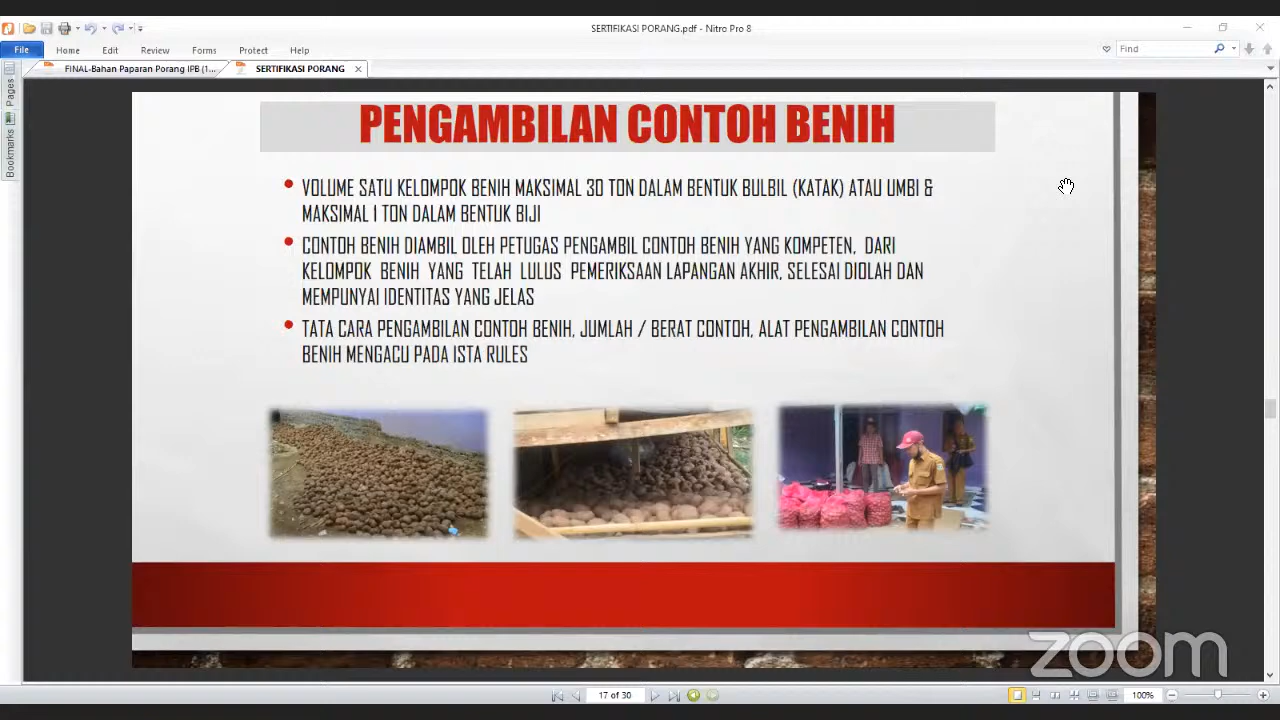 SERTIFIKASI PORANG.pdf - Nitro Pro 8
File Home Edit Review Forms Protect Help
Find
FINAL-Bahan Paparan Porang IPB (1...
SERTIFIKASI PORANG
Pages
Bookmarks
PENGAMBILAN CONTOH BENIH
• VOLUME SATU KELOMPOK BENIH MAKSIMAL 30 TON DALAM BENTUK BULBIL (KATAK) ATAU UMBI &
MAKSIMAL 1 TON DALAM BENTUK BIJI
• CONTOH BENIH DIAMBIL OLEH PETUGAS PENGAMBIL CONTOH BENIH YANG KOMPETEN, DARI
KELOMPOK BENIH YANG TELAH LULUS PEMERIKSAAN LAPANGAN AKHIR, SELESAI DIOLAH DAN
MEMPUNYAI IDENTITAS YANG JELAS
• TATA CARA PENGAMBILAN CONTOH BENIH, JUMLAH / BERAT CONTOH, ALAT PENGAMBILAN CONTOH
BENIH MENGACU PADA ISTA RULES
zoom
17 of 30
100%